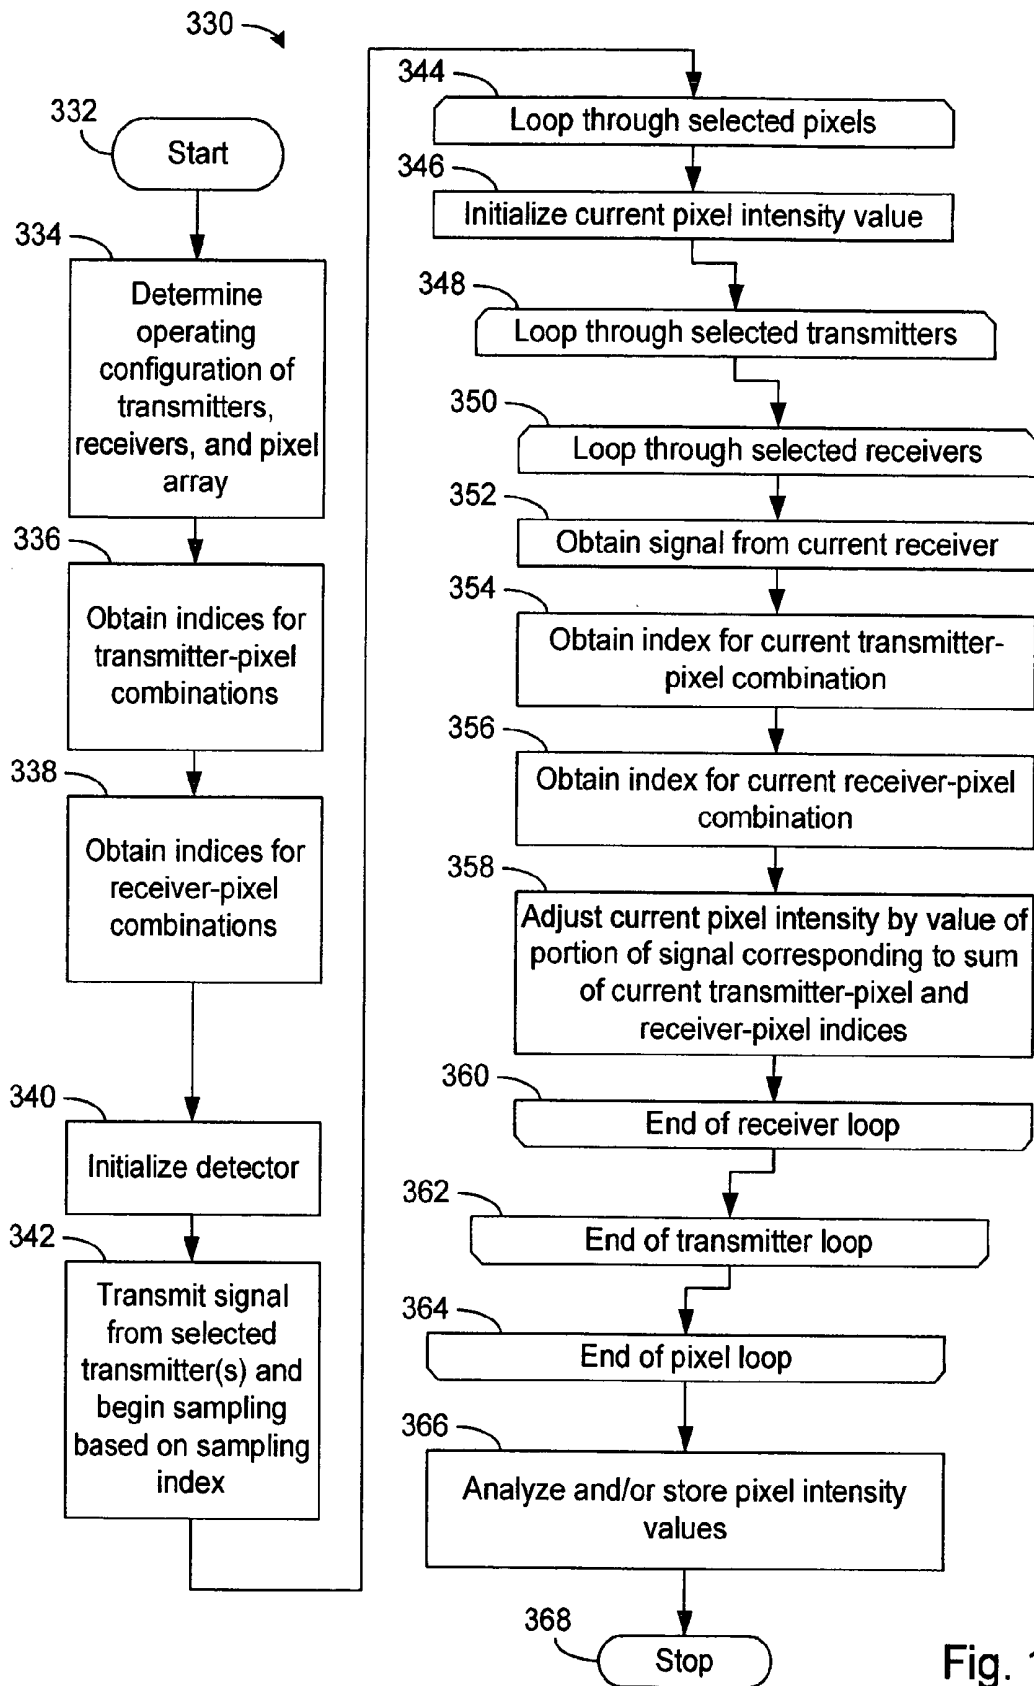 330
332
Start
334
Determine
operating
configuration of
transmitters,
receivers, and pixel
array
336
Obtain indices for
transmitter-pixel
combinations
338
Obtain indices for
receiver-pixel
combinations
340
Initialize detector
342
Transmit signal
from selected
transmitter(s) and
begin sampling
based on sampling
index
344
Loop through selected pixels
346
Initialize current pixel intensity value
348
Loop through selected transmitters
350
Loop through selected receivers
352
Obtain signal from current receiver
354
Obtain index for current transmitter-
pixel combination
356
Obtain index for current receiver-pixel
combination
358
Adjust current pixel intensity by value of
portion of signal corresponding to sum
of current transmitter-pixel and
receiver-pixel indices
360
End of receiver loop
362
End of transmitter loop
364
End of pixel loop
366
Analyze and/or store pixel intensity
values
368
Stop
Fig.